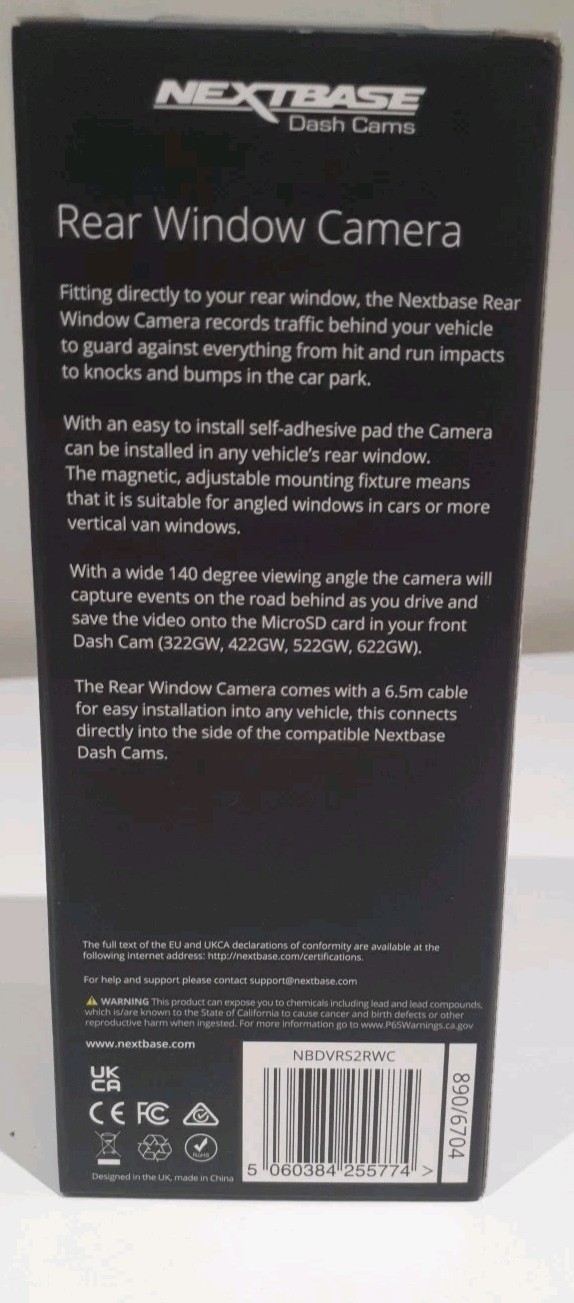 NEXTBASE
Dash Cams
Rear Window Camera
Fitting directly to your rear window, the Nextbase Rear
Window Camera records traffic behind your vehicle
to guard against everything from hit and run impacts
to knocks and bumps in the car park.
With an easy to install self-adhesive pad the Camera
can be installed in any vehicle's rear window.
The magnetic, adjustable mounting fixture means
that it is suitable for angled windows in cars or more
vertical van windows.
With a wide 140 degree viewing angle the camera will
capture events on the road behind as you drive and
save the video onto the MicroSD card in your front
Dash Cam (322GW, 422GW, 522GW, 622GW).
The Rear Window Camera comes with a 6.5m cable
for easy installation into any vehicle, this connects
directly into the side of the compatible Nextbase
Dash Cams.
The full text of the EU and UKCA declarations of conformity are available at the
following internet address: http://nextbase.com/certifications.
For help and support please contact support@nextbase.com
WARNING This product can expose you to chemicals including lead and lead compounds,
which is/are known to the State of California to cause cancer and birth defects or other
reproductive harm when ingested. For more information go to www.P65Warnings.ca.gov
www.nextbase.com
UK
CA
CE FC
RoHS
Designed in the UK, made in China
NBDVRS2RWC
5 060384 255774 >
890/6704